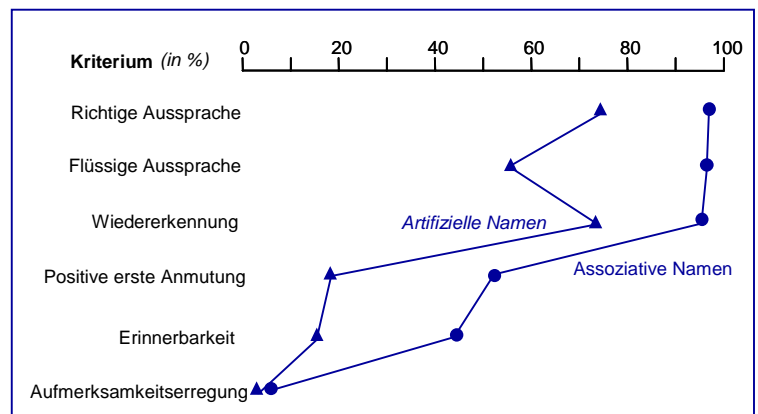 0 20 40 60 80 100
Kriterium (in %)
Richtige Aussprache
Flüssige Aussprache
Wiedererkennung
Artifizielle Namen
Positive erste Anmutung
Assoziative Namen
Erinnerbarkeit
Aufmerksamkeitserregung